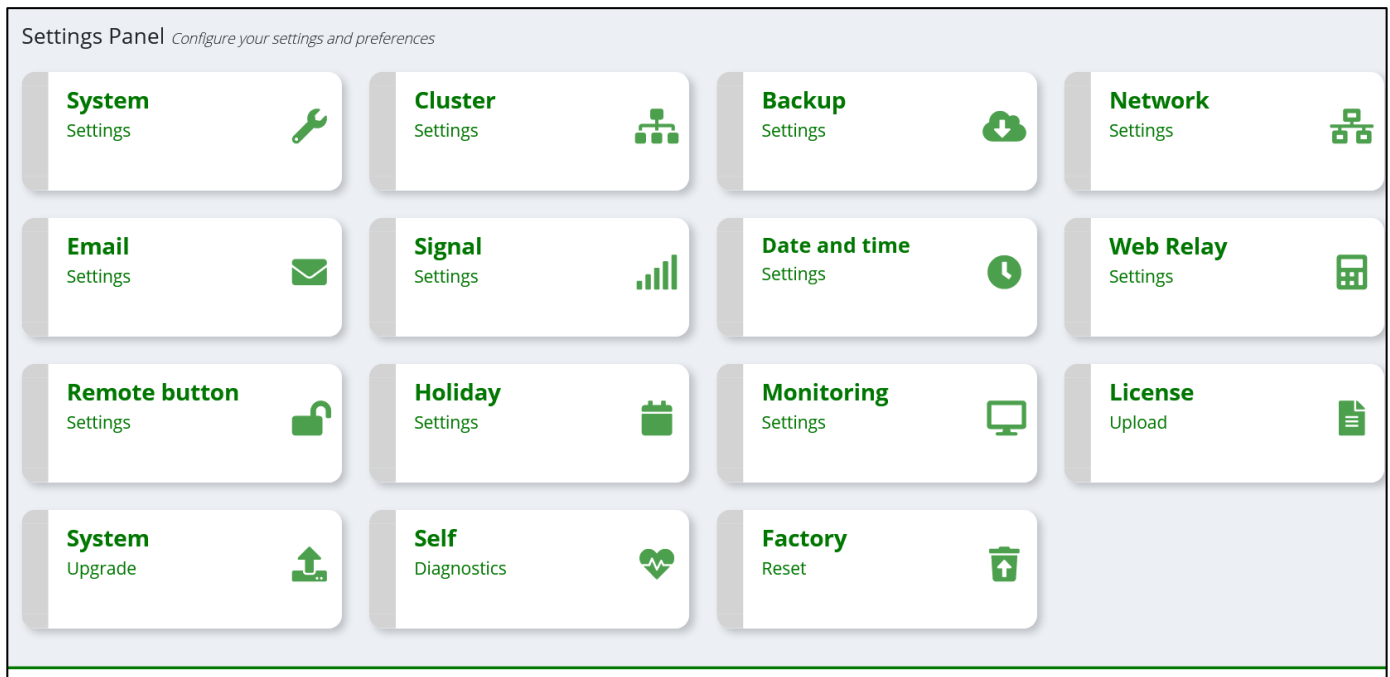 Settings Panel Configure your settings and preferences
System
Settings
Cluster
Settings
Backup
Settings
Network
Settings
Email
Settings
Signal
Settings
Date and time
Settings
Web Relay
Settings
Remote button
Settings
Holiday
Settings
Monitoring
Settings
License
Upload
System
Upgrade
Self
Diagnostics
Factory
Reset